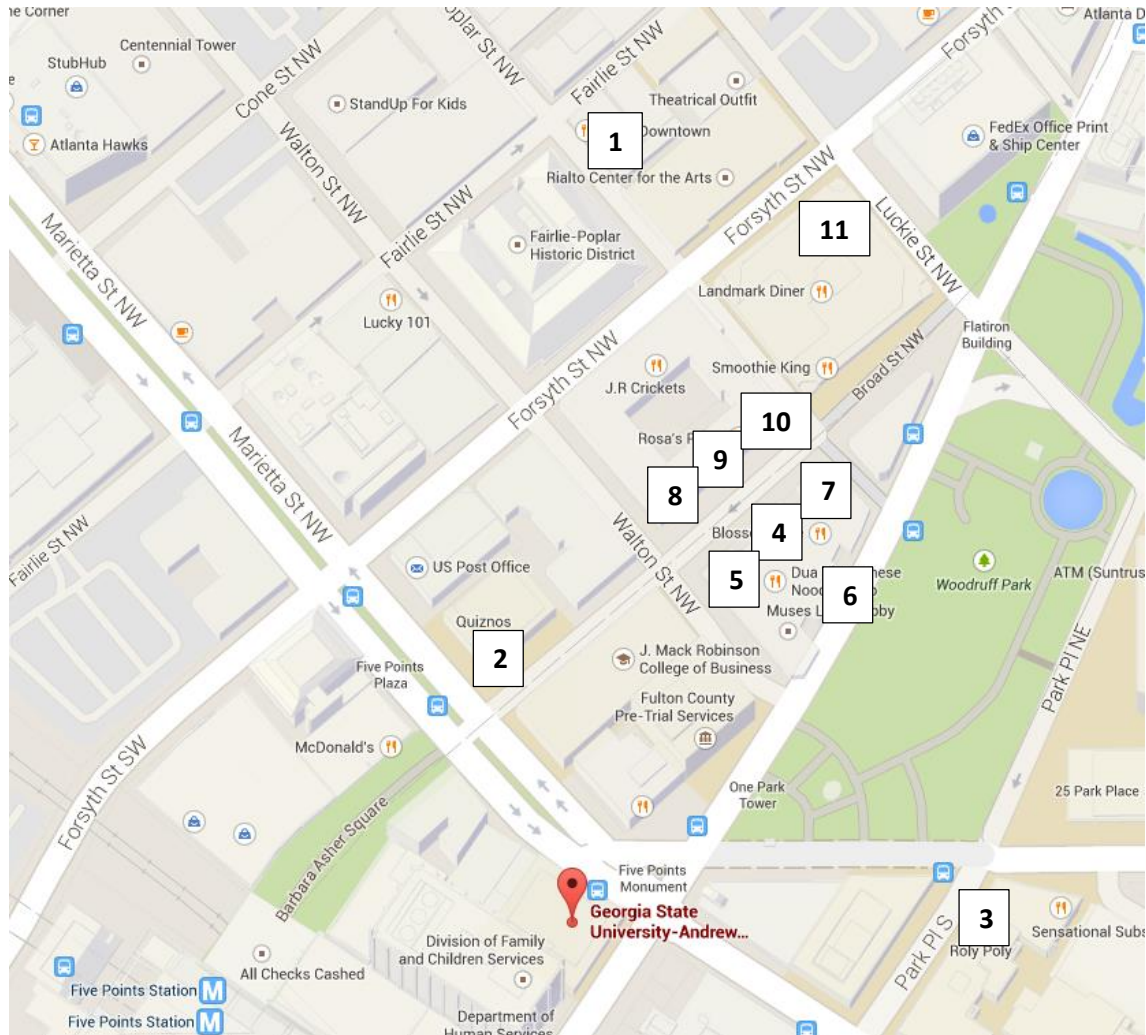 e Corner
Centennial Tower
StubHub
e
Atlanta Hawks
Cone St NW
StandUp For Kids
Poplar St NW
Fairlie St NW
Theatrical Outfit
Forsyth St NW
Atlanta D
FedEx Office Print
& Ship Center
1
Downtown
Rialto Center for the Arts
Walton St NW
Fairlie St NW
Forsyth St NW
Luckie St NW
11
Marietta St NW
Fairlie-Poplar
Historic District
Lucky 101
Landmark Diner
Flatiron
Building
Smoothie King
Broad St NW
J.R Crickets
Forsyth St NW
Marietta St NW
10
Rosa's
9
8
7
4
5
6
Walton St NW
Woodruff Park
ATM (Suntrus
Muses
Fairlie St NW
US Post Office
Quiznos
2
J. Mack Robinson
College of Business
Five Points
Plaza
Fulton County
Pre-Trial Services
Park Pl NE
McDonald's
Forsyth St SW
One Park
Tower
25 Park Place
Barbara Asher Square
Five Points
Monument
Georgia State
University-Andrew...
3
Sensational Subs
Roly Poly
Park Pl S
Division of Family
and Children Services
All Checks Cashed
Five Points Station M
Five Points Station M
Department of
Human Services